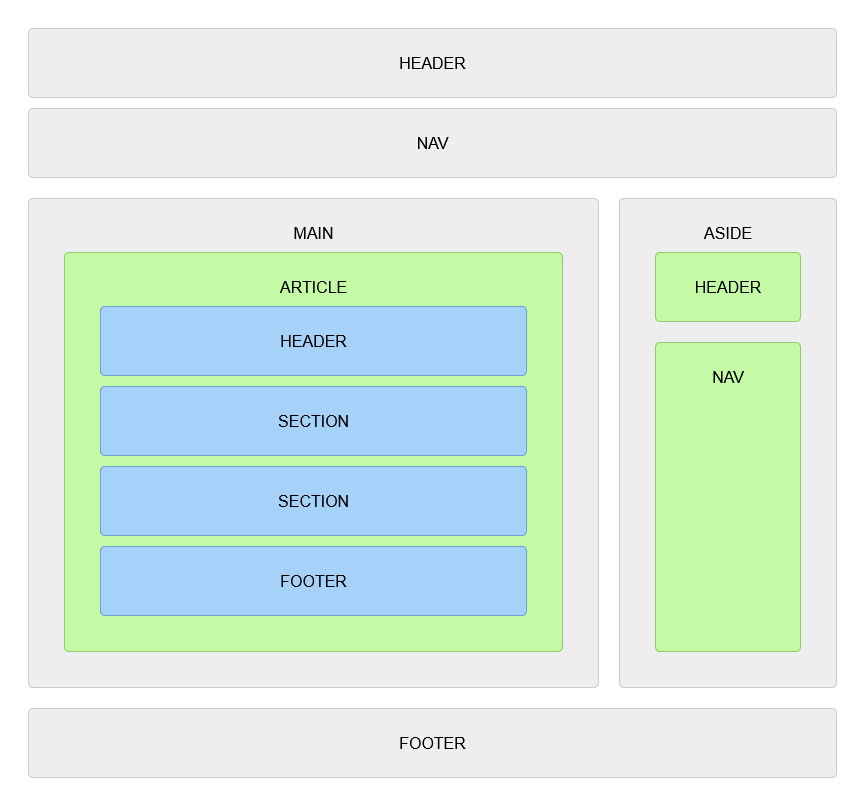 HEADER
NAV
MAIN
ARTICLE
HEADER
SECTION
SECTION
FOOTER
ASIDE
HEADER
NAV
FOOTER